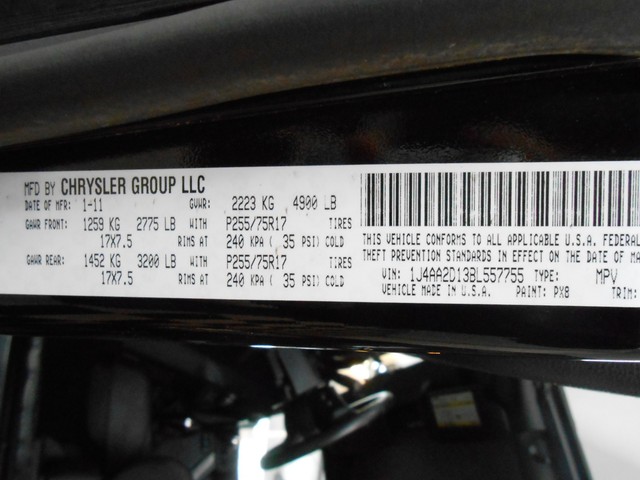 MFD BY CHRYSLER GROUP LLC
DATE OF MFR: 1-11 GVWR: 2223 KG 4900 LB
GAWR FRONT: 1259 KG 2775 LB WITH P255/75R17 TIRES
17X7.5 RIMS AT 240 KPA ( 35 PSI) COLD
GAWR REAR: 1452 KG 3200 LB WITH P255/75R17 TIRES
17X7.5 RIMS AT 240 KPA ( 35 PSI) COLD
THIS VEHICLE CONFORMS TO ALL APPLICABLE U.S.A. FEDERAL
THEFT PREVENTION STANDARDS IN EFFECT ON THE DATE OF MA
VIN: 1J4AA2D13BL557755 TYPE: MPV
VEHICLE MADE IN U.S.A. PAINT: PX8 TRIM: